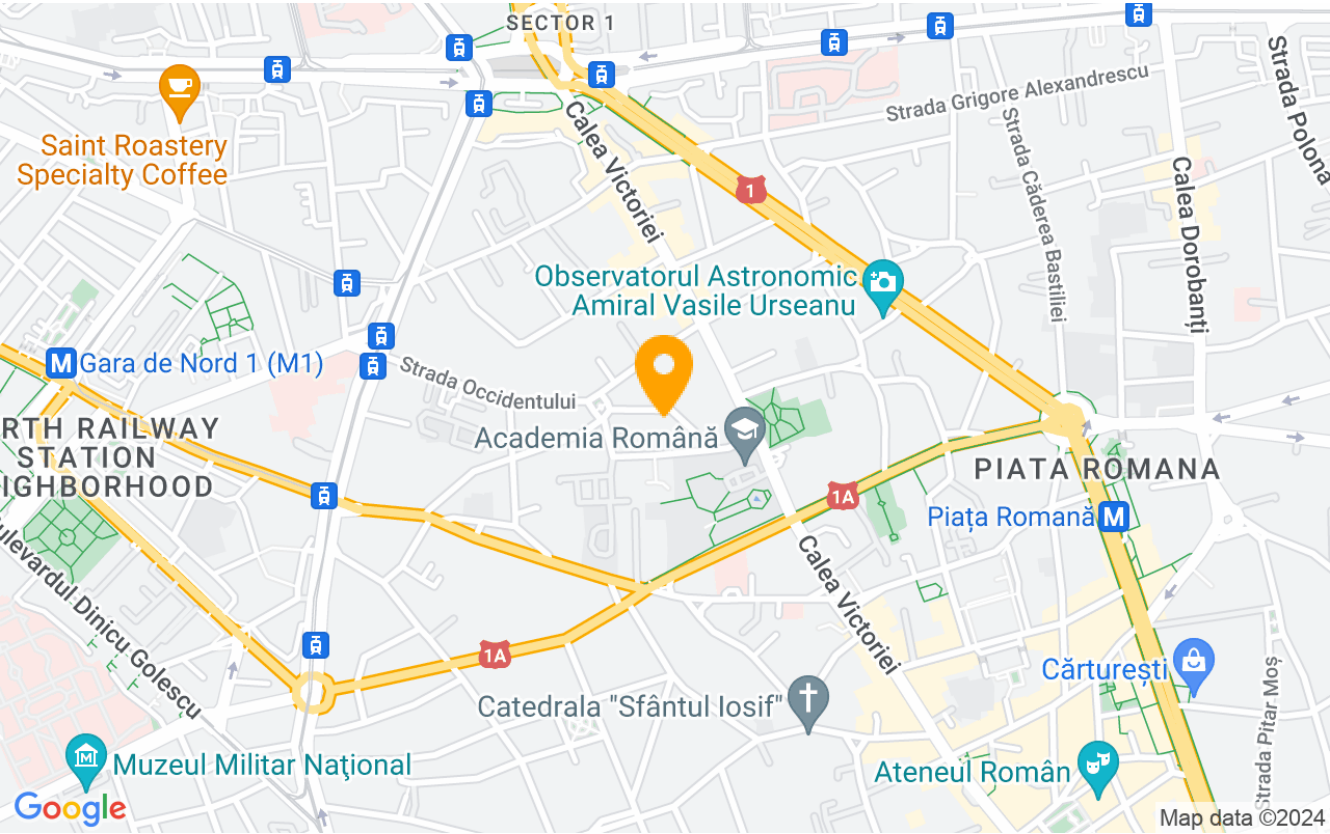 SECTOR 1
Strada Polonă
Strada Grigore Alexandrescu
Saint Roastery
Specialty Coffee
Calea Victoriei
Strada Căderea Bastiliei
Calea Dorobanți
1
Observatorul Astronomic
Amiral Vasile Urseanu
M Gara de Nord 1 (M1)
Strada Occidentului
RTH RAILWAY
STATION
IGHBORHOOD
Academia Română
PIATA ROMANA
1A
Piața Romană M
ulevardul Dinicu Golescu
Calea Victoriei
1A
Cărturești
Catedrala "Sfântul Iosif"
Strada Pitar Moș
M
Muzeul Militar Naţional
Ateneul Român
Google
Map data ©2024